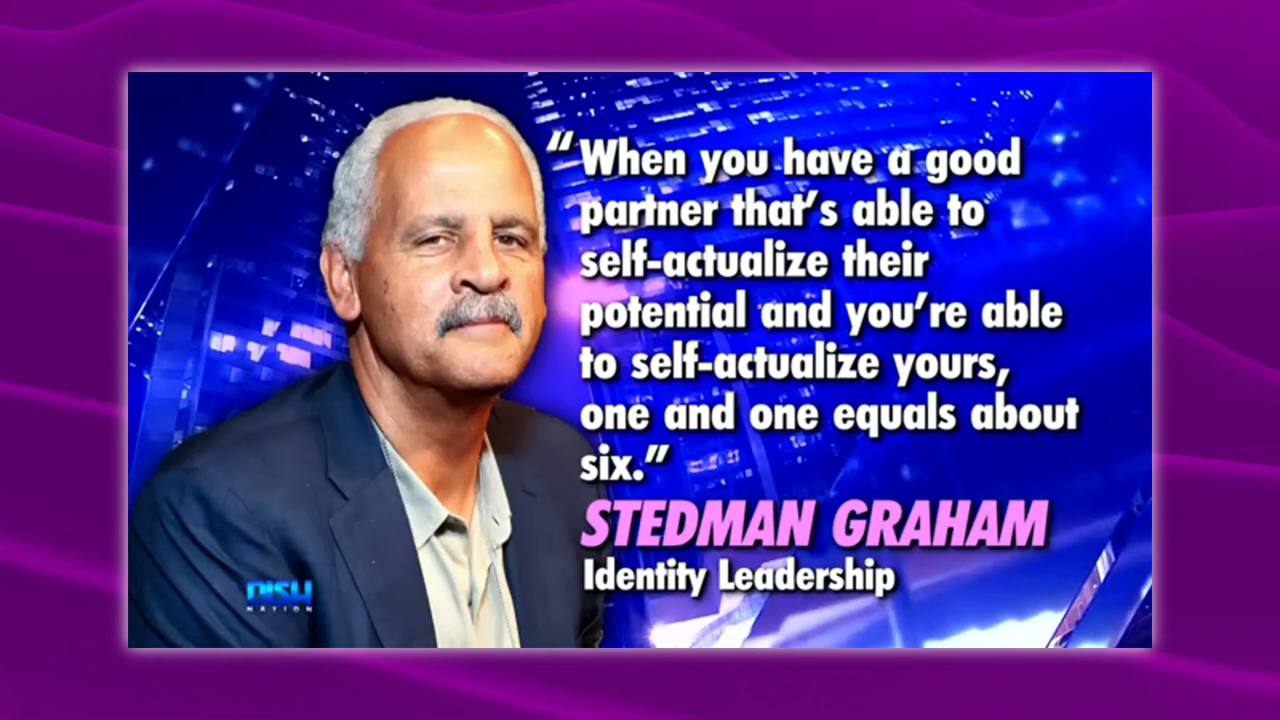 “When you have a good
partner that’s able to
self-actualize their
potential and you’re able
to self-actualize yours,
one and one equals about
six.”
STEDMAN GRAHAM
Identity Leadership
DISH
NATION